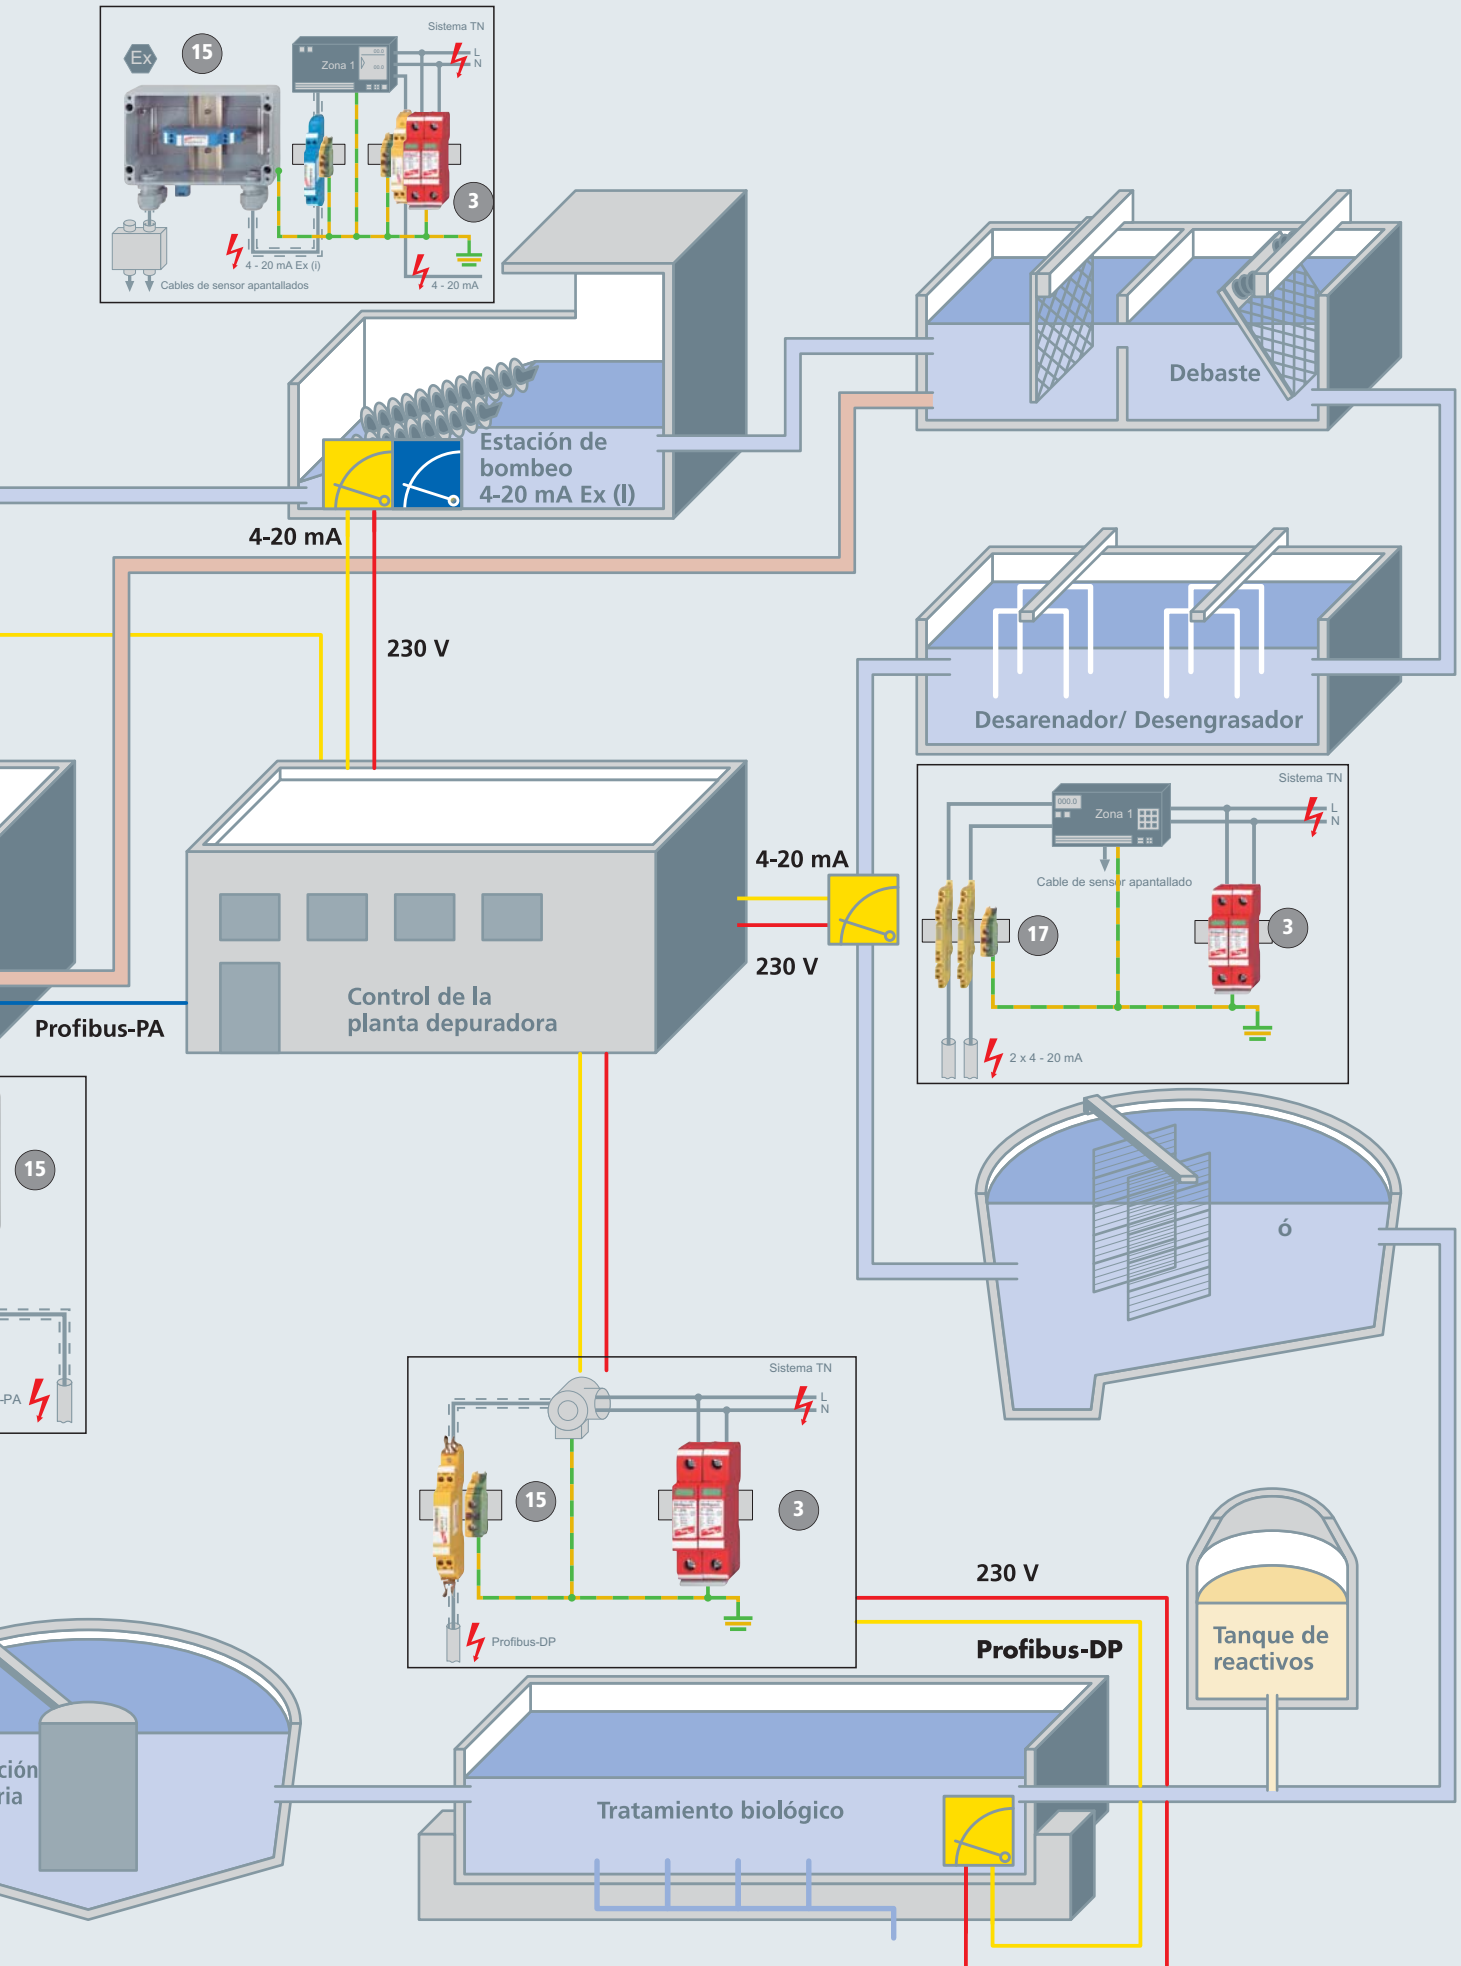 Sistema TN
Ex
15
Zona 1
L
N
3
4 - 20 mA Ex (i)
4 - 20 mA
Cables de sensor apantallados
Debaste
Estación de
bombeo
4-20 mA Ex (I)
4-20 mA
230 V
Desarenador/ Desengrasador
Sistema TN
000.0
Zona 1
L
N
Cable de sensor apantallado
17
3
2 x 4 - 20 mA
4-20 mA
230 V
Control de la
planta depuradora
Profibus-PA
15
-PA
ó
Sistema TN
L
N
15
3
Profibus-DP
230 V
Profibus-DP
Tanque de
reactivos
ción
ria
Tratamiento biológico